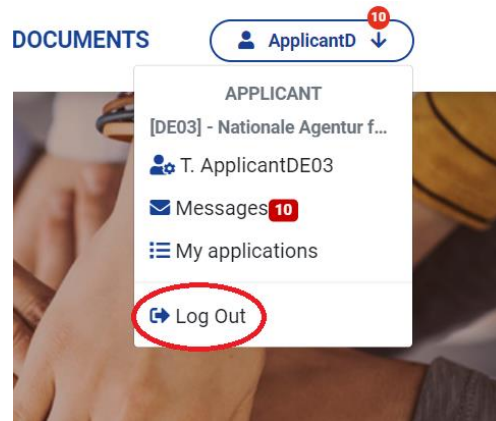 DOCUMENTS
ApplicantD
10
APPLICANT
[DE03] - Nationale Agentur f...
T. ApplicantDE03
Messages 10
My applications
Log Out